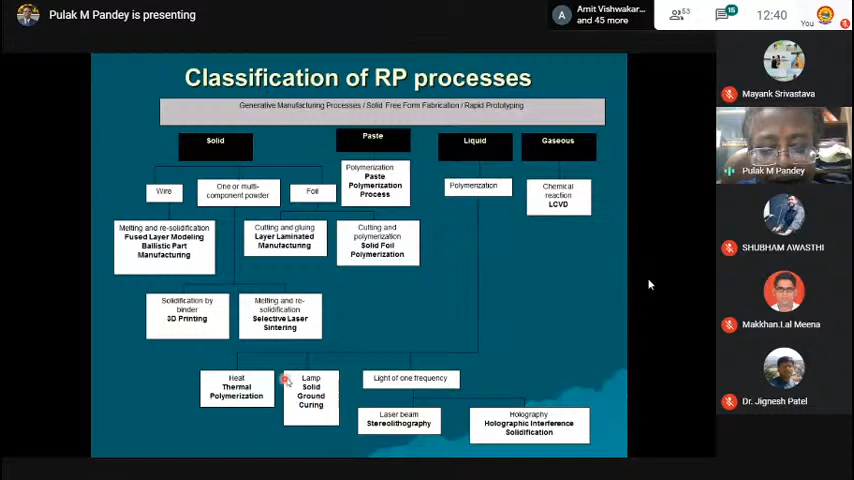 Pulak M Pandey is presenting
Amit Vishwakar...
and 45 more
A
53
15
12:40
You
Classification of RP processes
Generative Manufacturing Processes / Solid Free Form Fabrication / Rapid Prototyping
Solid
Paste
Liquid
Gaseous
Wire
One or multi-
component powder
Foil
Polymerization
Paste
Polymerization
Process
Polymerization
Chemical
reaction
LCVD
Melting and re-solidification
Fused Layer Modeling
Ballistic Part
Manufacturing
Cutting and gluing
Layer Laminated
Manufacturing
Cutting and
polymerization
Solid Foil
Polymerization
Solidification by
binder
3D Printing
Melting and re-
solidification
Selective Laser
Sintering
Heat
Thermal
Polymerization
Lamp
Solid
Ground
Curing
Light of one frequency
Laser beam
Stereolithography
Holography
Holographic Interference
Solidification
Mayank Srivastava
Pulak M Pandey
SHUBHAM AWASTHI
Makkhan.Lal Meena
Dr. Jignesh Patel